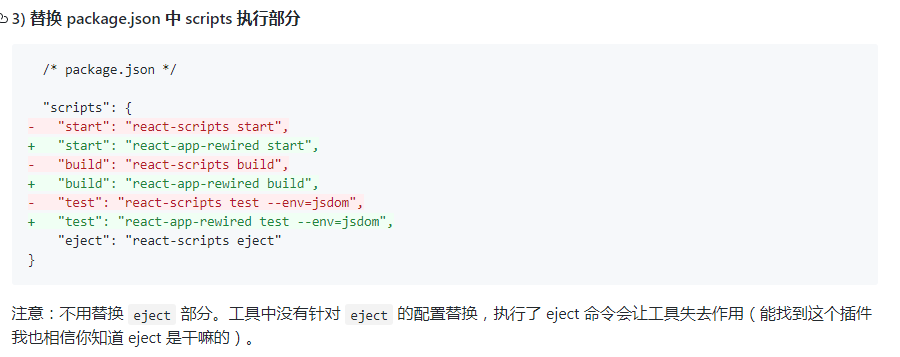 3) 替换 package.json 中 scripts 执行部分
/* package.json */
"scripts": {
-   "start": "react-scripts start",
+   "start": "react-app-rewired start",
-   "build": "react-scripts build",
+   "build": "react-app-rewired build",
-   "test": "react-scripts test --env=jsdom",
+   "test": "react-app-rewired test --env=jsdom",
    "eject": "react-scripts eject"
}
注意：不用替换 eject 部分。工具中没有针对 eject 的配置替换，执行了 eject 命令会让工具失去作用（能找到这个插件
我也相信你知道 eject 是干嘛的）。